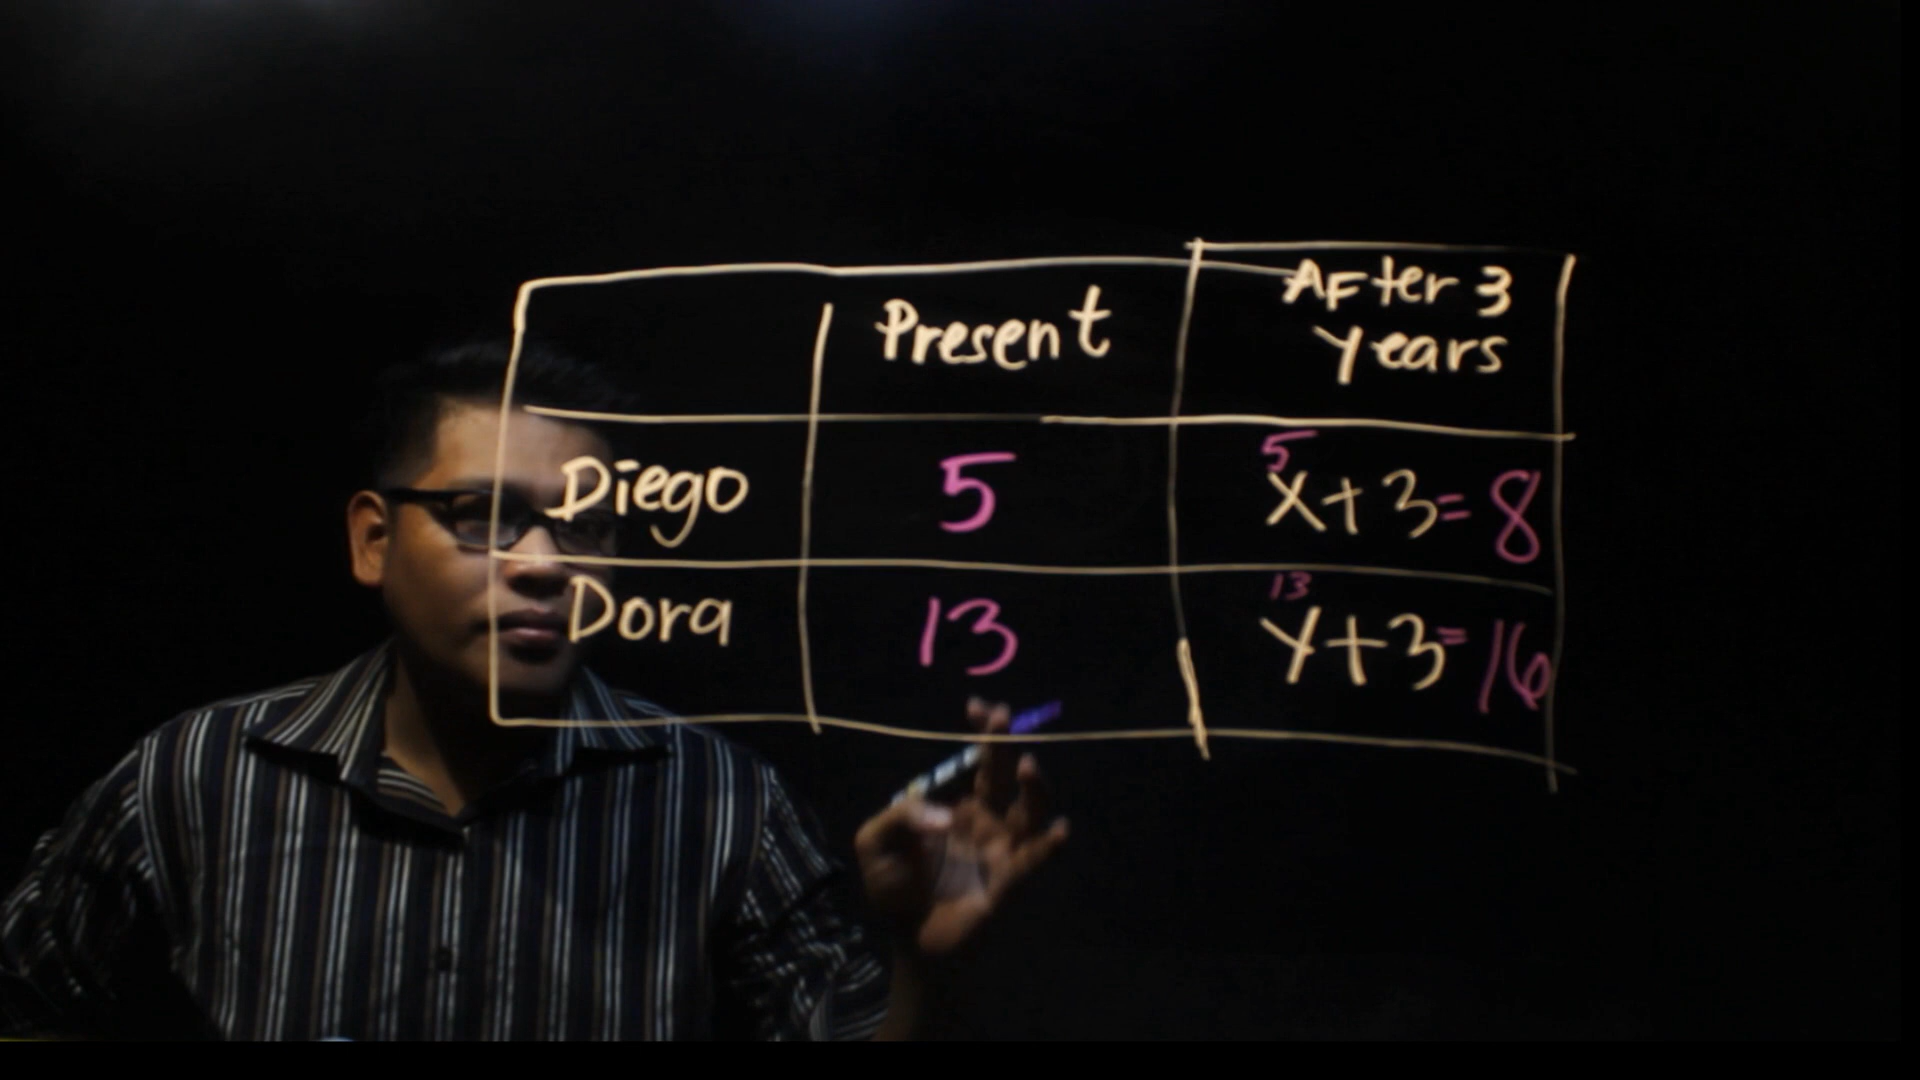 Present
After 3
years
Diego
5
5
x+3=8
Dora
13
13
y+3=16